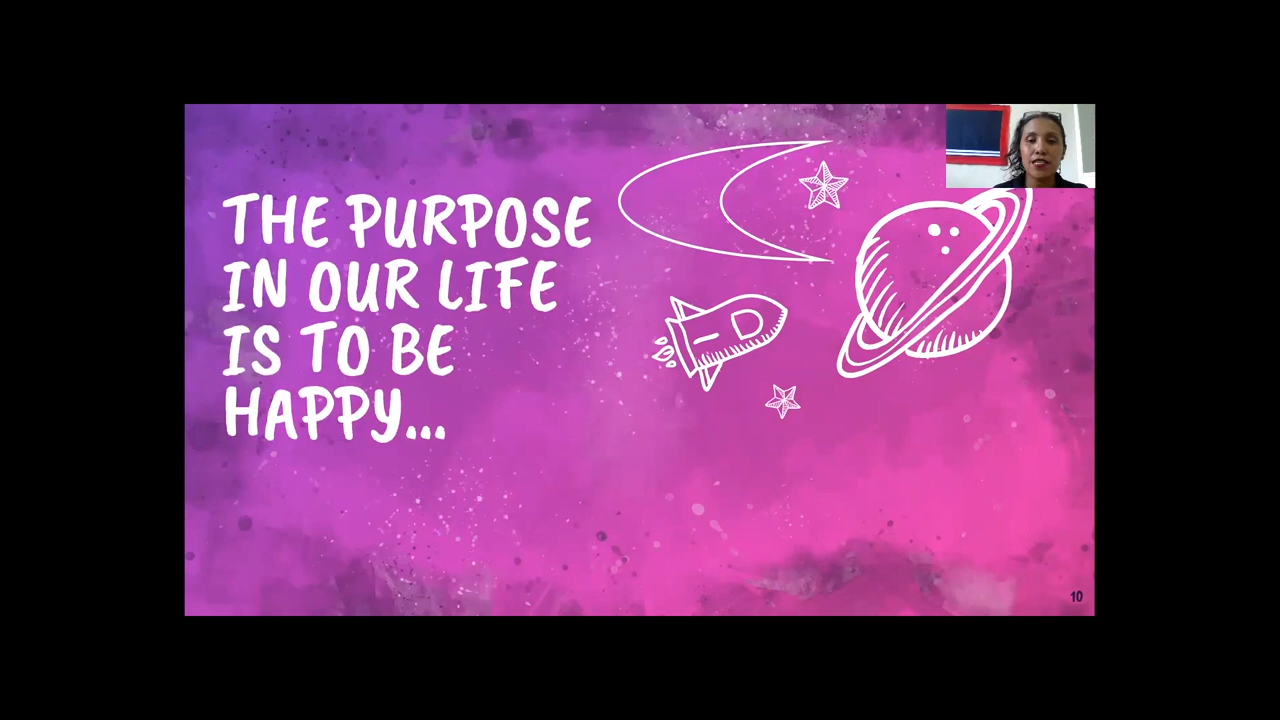 THE PURPOSE
IN OUR LIFE
IS TO BE
HAPPY...
10